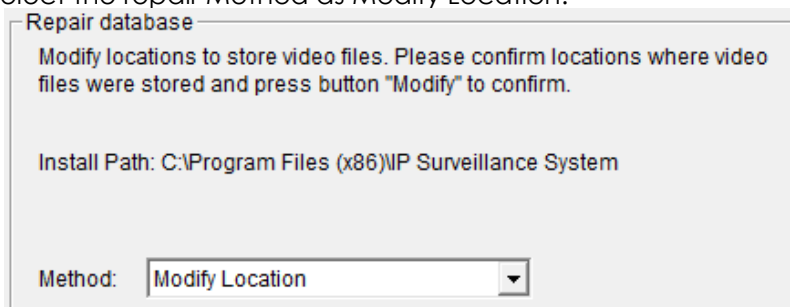 elect the repair Method as Modify Location.
Repair database
Modify locations to store video files. Please confirm locations where video
files were stored and press button "Modify" to confirm.
Install Path: C:\Program Files (x86)\IP Surveillance System
Method: Modify Location